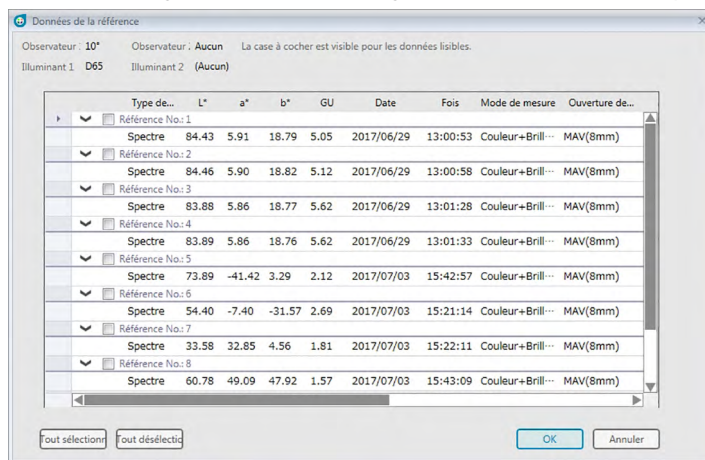 Données de la référence
Observateur : 10° Observateur : Aucun La case à cocher est visible pour les données lisibles.
Illuminant 1 D65 Illuminant 2 (Aucun)
Type de... L* a* b* GU Date Fois Mode de mesure Ouverture de...
Référence No.: 1
Spectre 84.43 5.91 18.79 5.05 2017/06/29 13:00:53 Couleur+Brill... MAV(8mm)
Référence No.: 2
Spectre 84.46 5.90 18.82 5.12 2017/06/29 13:00:58 Couleur+Brill... MAV(8mm)
Référence No.: 3
Spectre 83.88 5.86 18.77 5.62 2017/06/29 13:01:28 Couleur+Brill... MAV(8mm)
Référence No.: 4
Spectre 83.89 5.86 18.76 5.62 2017/06/29 13:01:33 Couleur+Brill... MAV(8mm)
Référence No.: 5
Spectre 73.89 -41.42 3.29 2.12 2017/07/03 15:42:57 Couleur+Brill... MAV(8mm)
Référence No.: 6
Spectre 54.40 -7.40 -31.57 2.69 2017/07/03 15:21:14 Couleur+Brill... MAV(8mm)
Référence No.: 7
Spectre 33.58 32.85 4.56 1.81 2017/07/03 15:22:11 Couleur+Brill... MAV(8mm)
Référence No.: 8
Spectre 60.78 49.09 47.92 1.57 2017/07/03 15:43:09 Couleur+Brill... MAV(8mm)
Tout sélectionn Tout désélectio OK Annuler